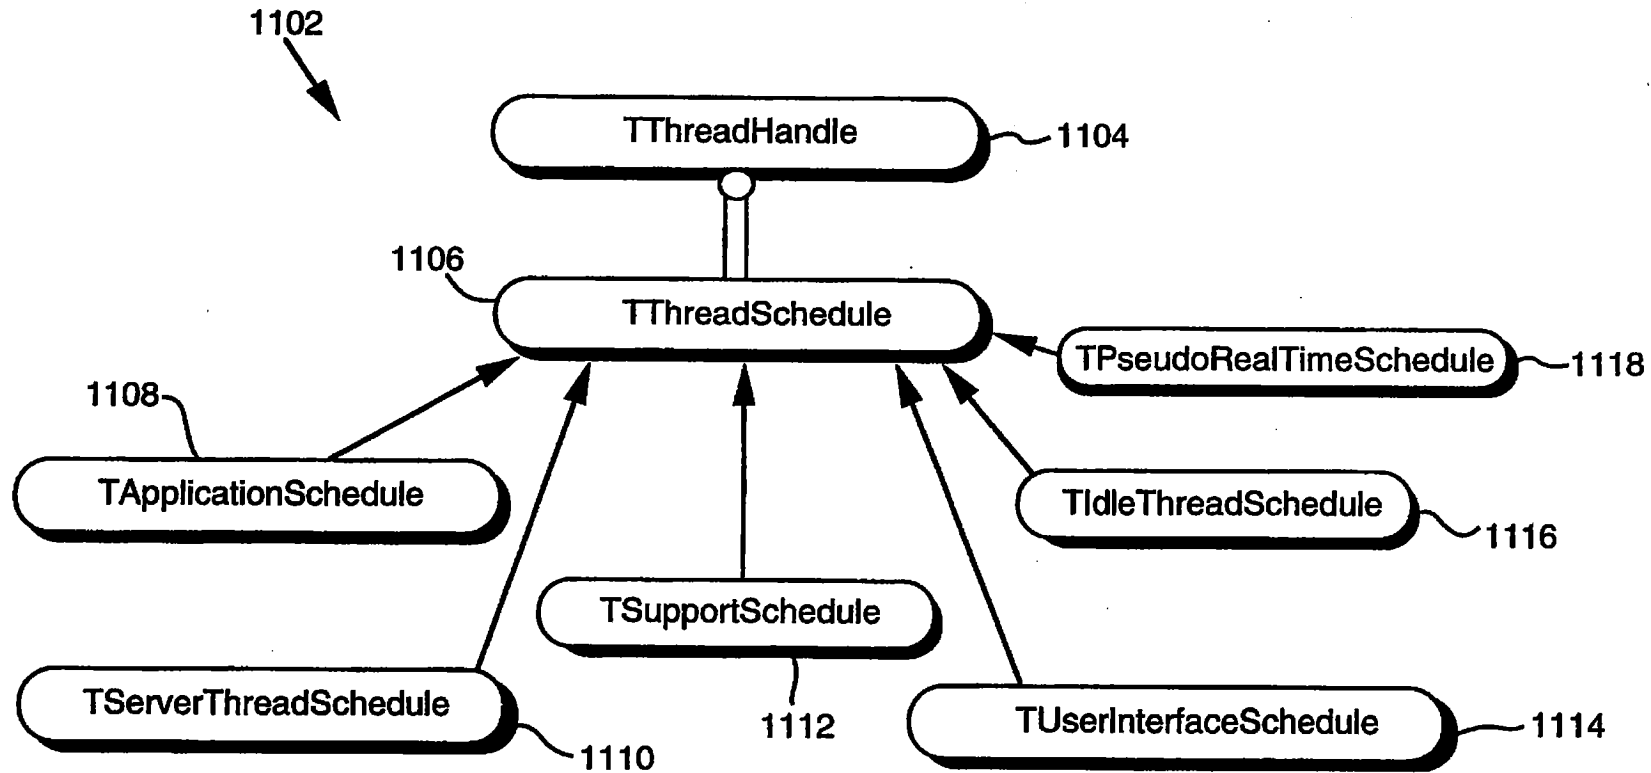 1102
TThreadHandle
1104
1106
TThreadSchedule
TPseudoRealTimeSchedule
1118
1108
TApplicationSchedule
TIdleThreadSchedule
1116
TSupportSchedule
TServerThreadSchedule
1112
TUserInterfaceSchedule
1114
1110